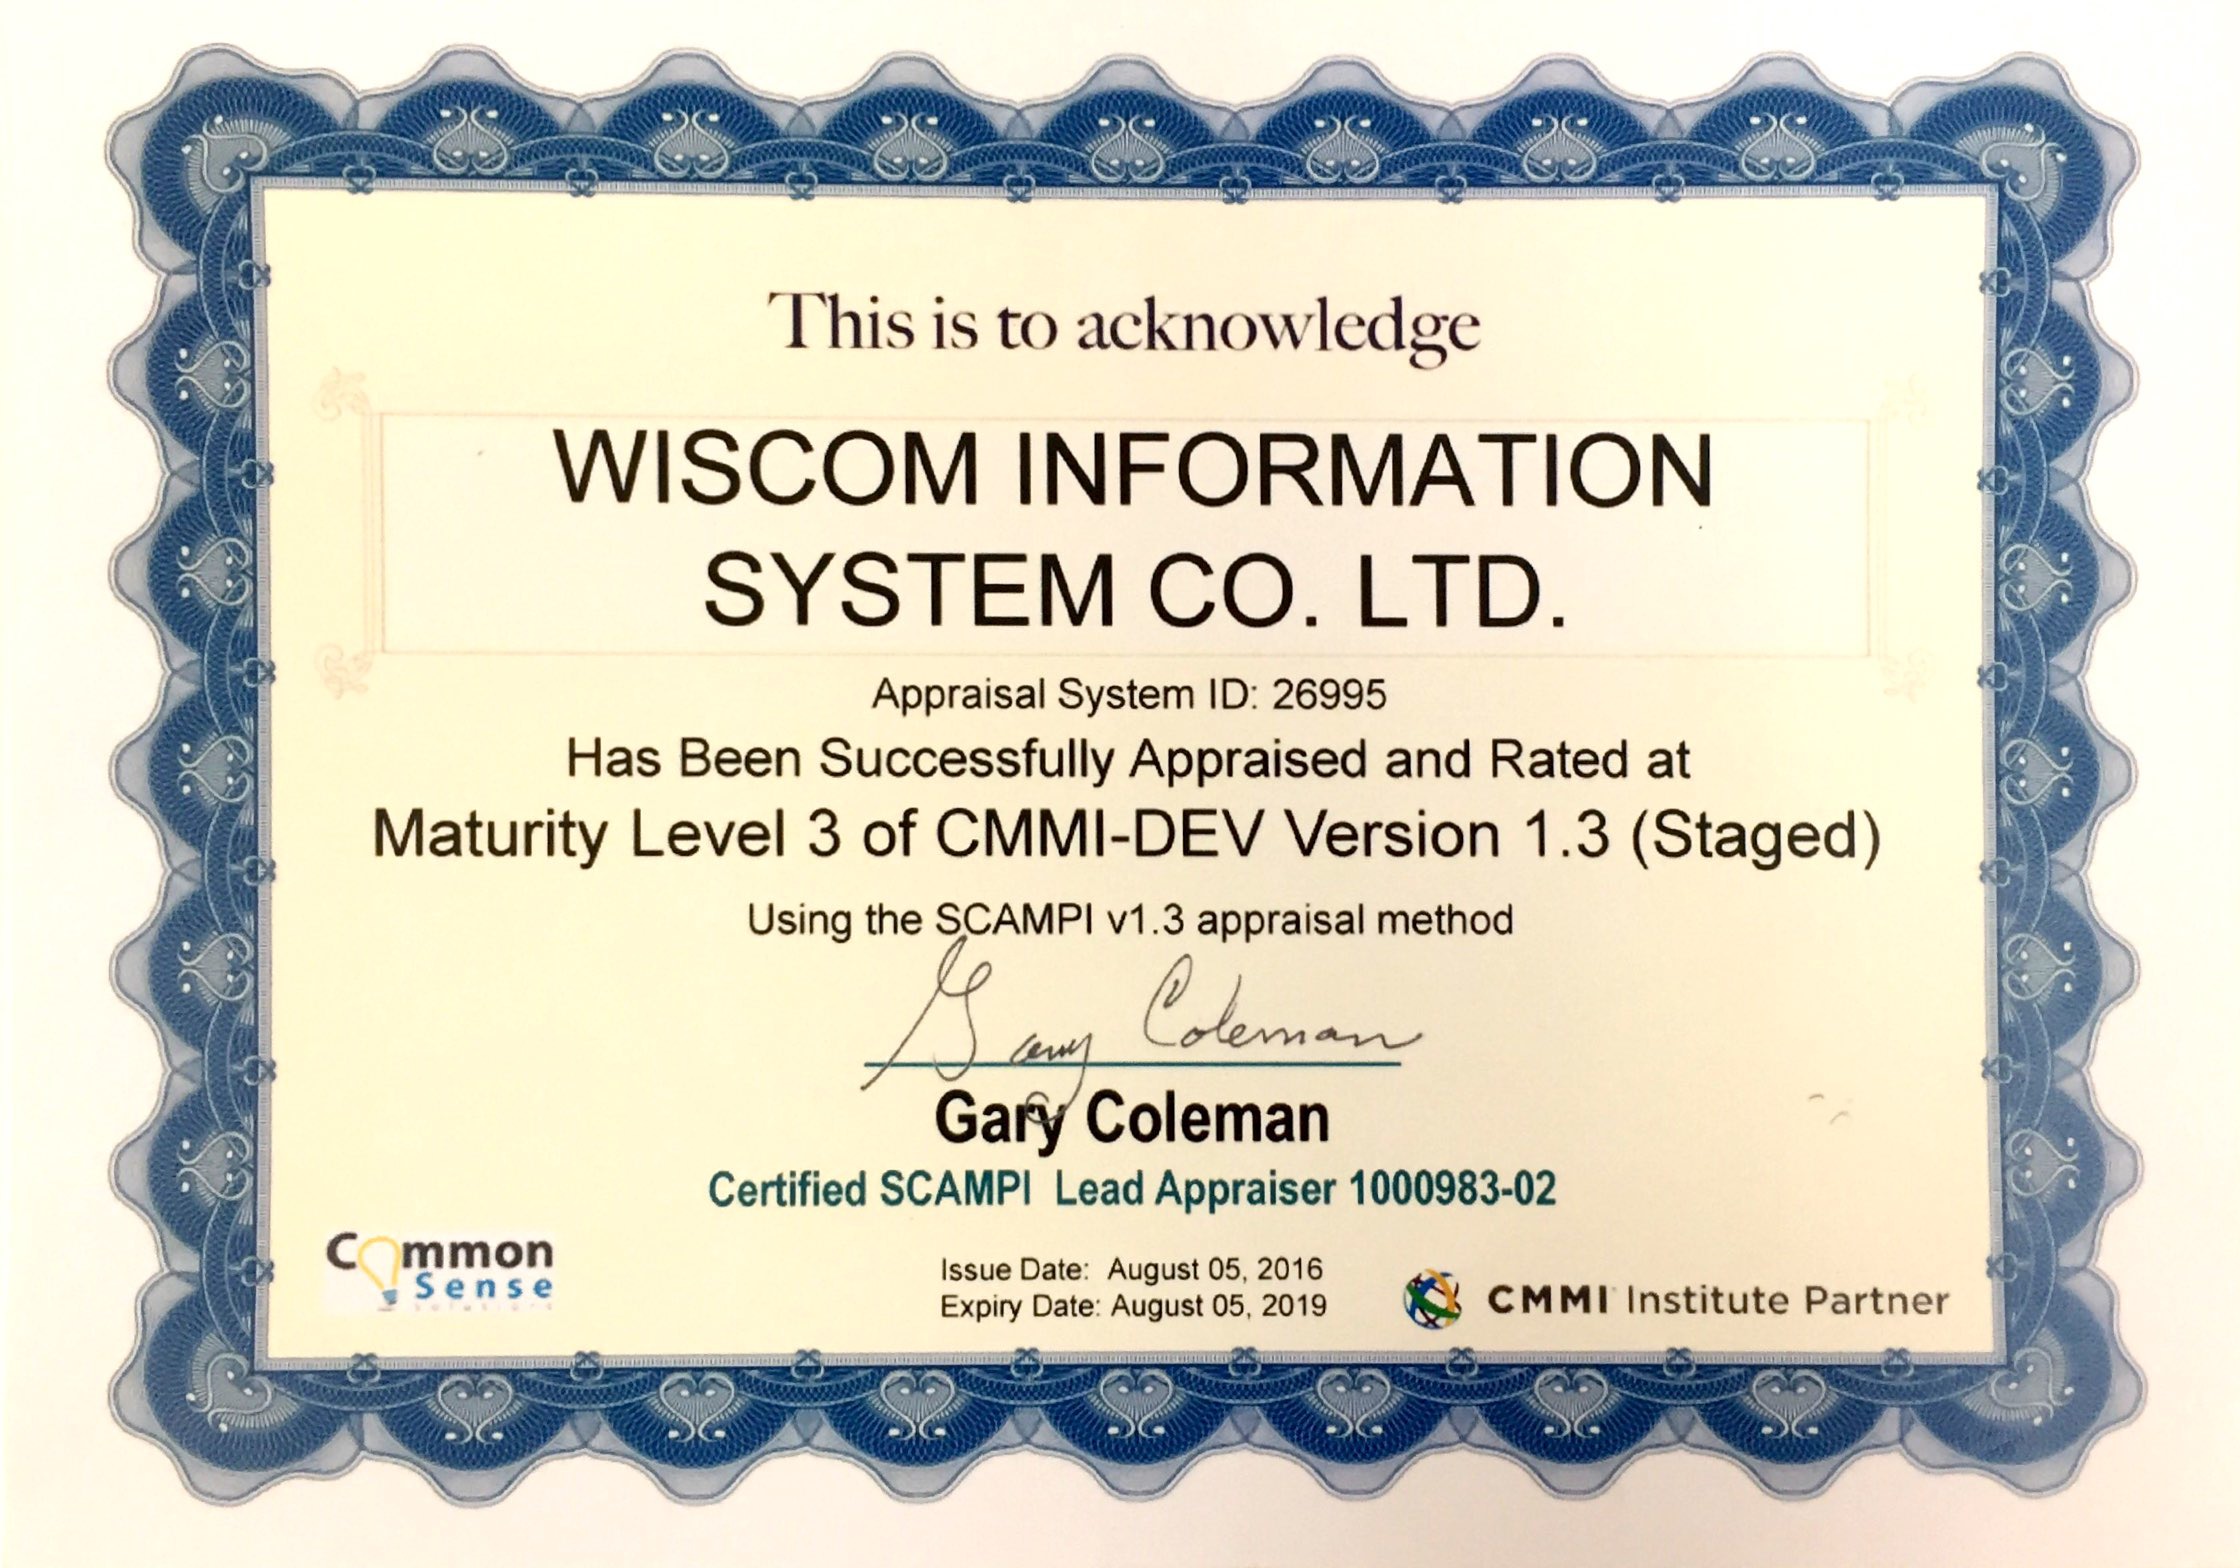 This is to acknowledge
WISCOM INFORMATION
SYSTEM CO. LTD.
Appraisal System ID: 26995
Has Been Successfully Appraised and Rated at
Maturity Level 3 of CMMI-DEV Version 1.3 (Staged)
Using the SCAMPI v1.3 appraisal method
Gary Coleman
Gary Coleman
Certified SCAMPI Lead Appraiser 1000983-02
Common
Sense
Solutions
Issue Date: August 05, 2016
Expiry Date: August 05, 2019
CMMI Institute Partner